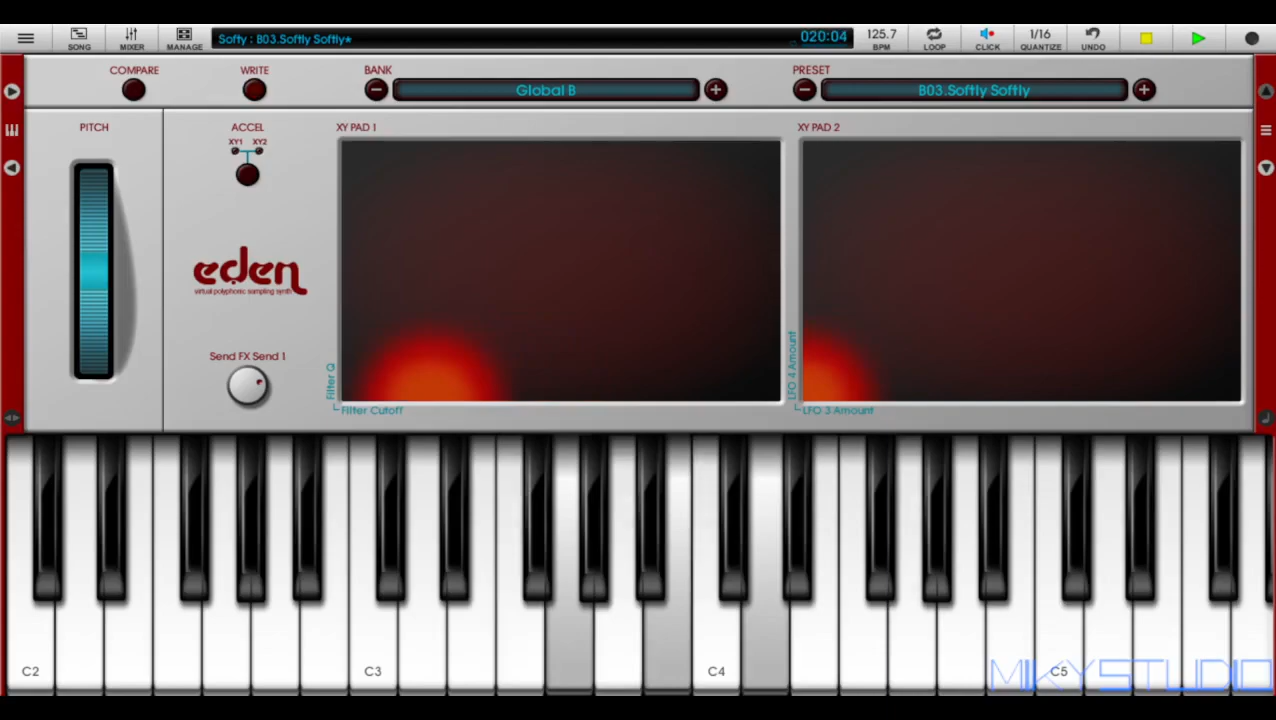 SONG
MIXER
MANAGE
Softy : B03.Softly Softly*
020:04
125.7
BPM
LOOP
CLICK
1/16
QUANTIZE
UNDO
COMPARE
WRITE
BANK
Global B
PRESET
B03.Softly Softly
PITCH
ACCEL
XY1 XY2
XY PAD 1
XY PAD 2
eden
virtual polyphonic sampling synth
Send FX Send 1
Filter Q
Filter Cutoff
LFO 4 Amount
LFO 3 Amount
C2
C3
C4
C5
MIKYSTUDIO